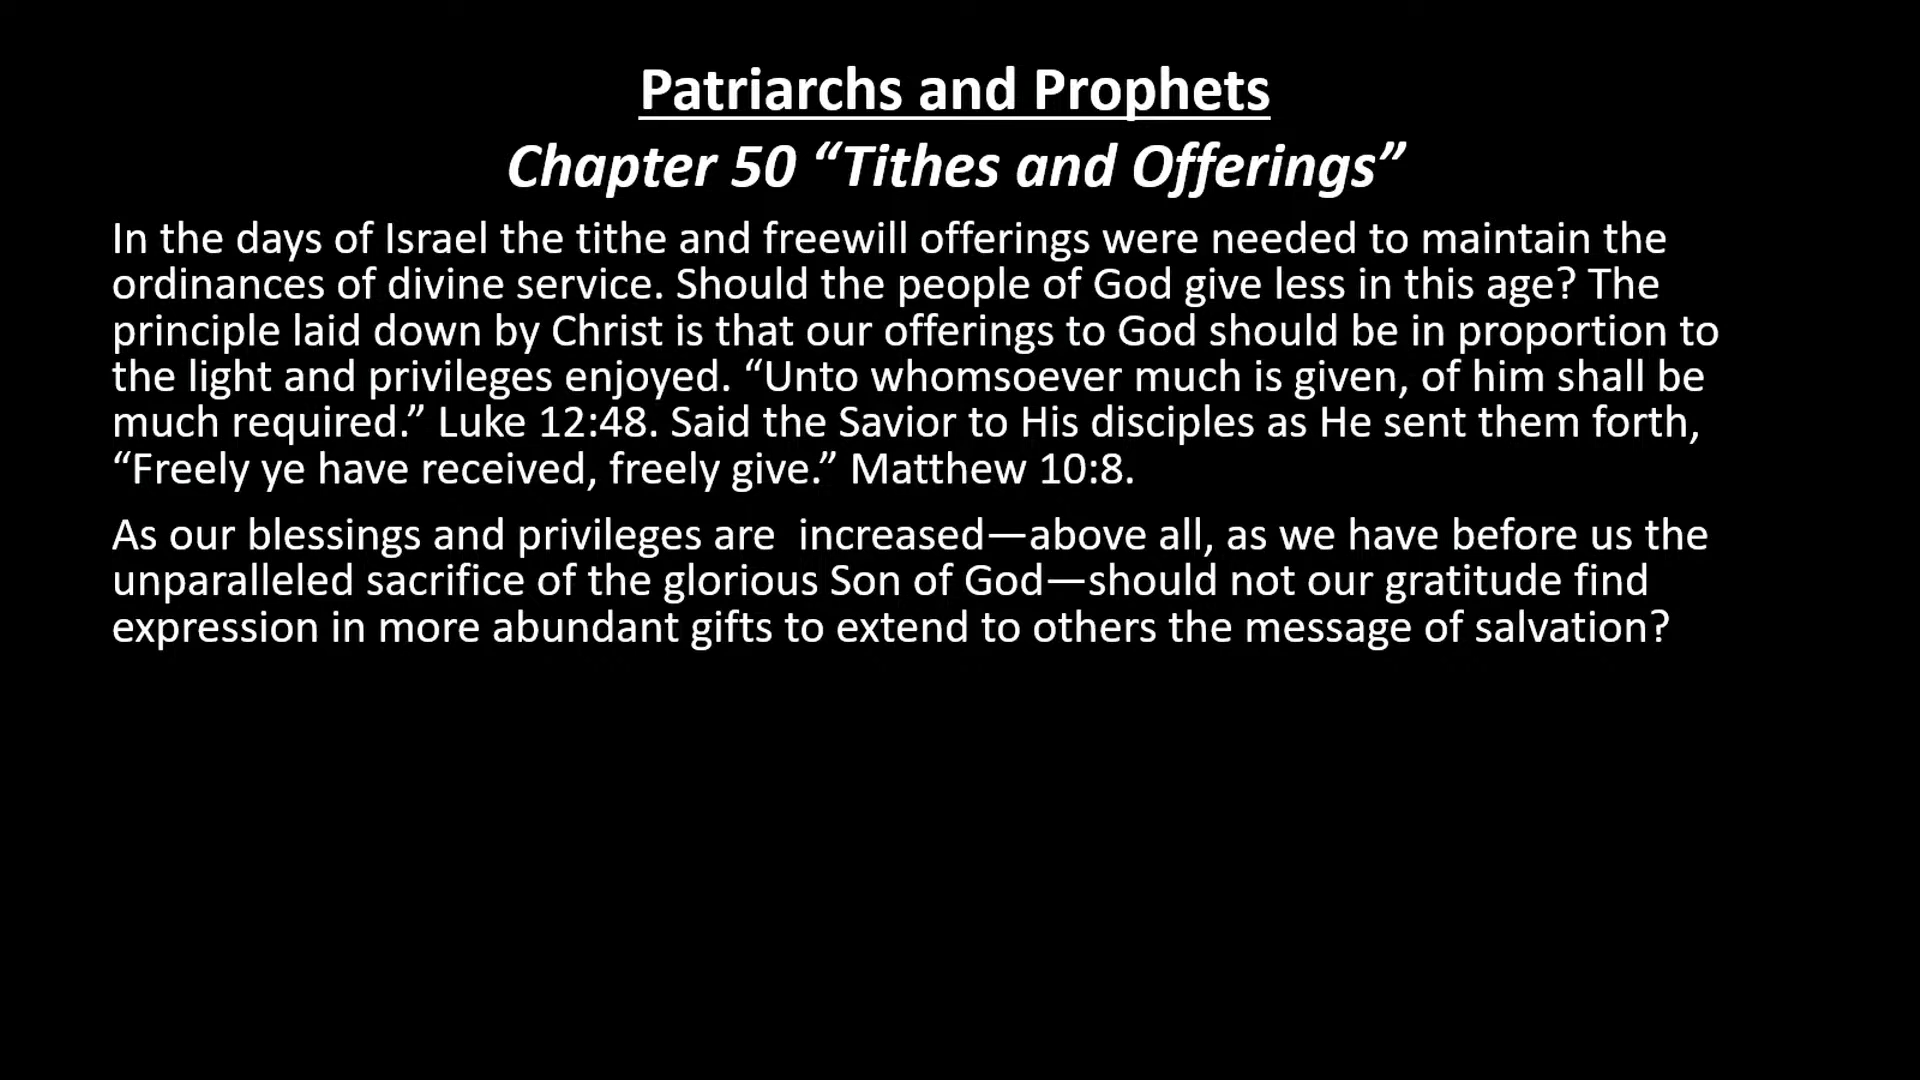 Patriarchs and Prophets
Chapter 50 “Tithes and Offerings”
In the days of Israel the tithe and freewill offerings were needed to maintain the
ordinances of divine service. Should the people of God give less in this age? The
principle laid down by Christ is that our offerings to God should be in proportion to
the light and privileges enjoyed. “Unto whomsoever much is given, of him shall be
much required.” Luke 12:48. Said the Savior to His disciples as He sent them forth,
“Freely ye have received, freely give.” Matthew 10:8.
As our blessings and privileges are  increased—above all, as we have before us the
unparalleled sacrifice of the glorious Son of God—should not our gratitude find
expression in more abundant gifts to extend to others the message of salvation?